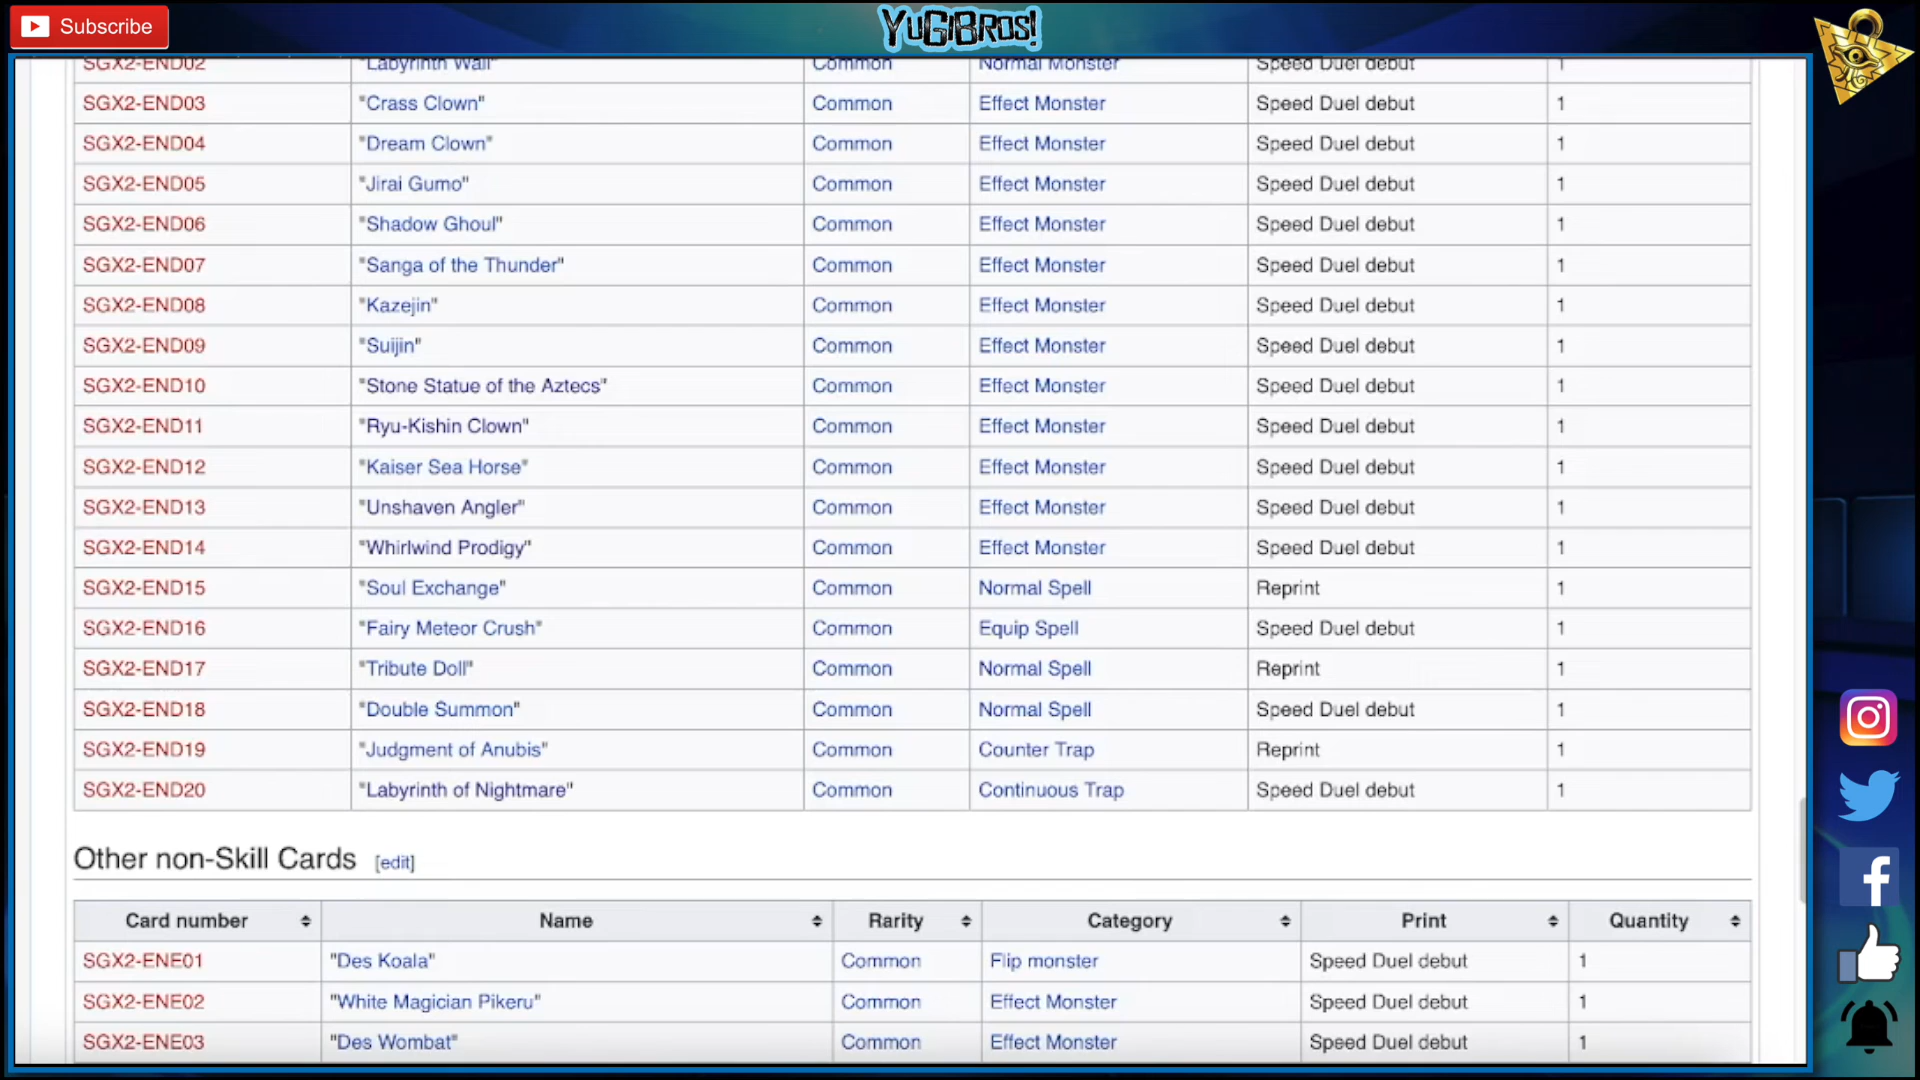 Subscribe
YUGIBROS!
SGX2-END02 "Labyrinth Wall" Common Normal Monster Speed Duel debut 1
SGX2-END03 "Crass Clown" Common Effect Monster Speed Duel debut 1
SGX2-END04 "Dream Clown" Common Effect Monster Speed Duel debut 1
SGX2-END05 "Jirai Gumo" Common Effect Monster Speed Duel debut 1
SGX2-END06 "Shadow Ghoul" Common Effect Monster Speed Duel debut 1
SGX2-END07 "Sanga of the Thunder" Common Effect Monster Speed Duel debut 1
SGX2-END08 "Kazejin" Common Effect Monster Speed Duel debut 1
SGX2-END09 "Suijin" Common Effect Monster Speed Duel debut 1
SGX2-END10 "Stone Statue of the Aztecs" Common Effect Monster Speed Duel debut 1
SGX2-END11 "Ryu-Kishin Clown" Common Effect Monster Speed Duel debut 1
SGX2-END12 "Kaiser Sea Horse" Common Effect Monster Speed Duel debut 1
SGX2-END13 "Unshaven Angler" Common Effect Monster Speed Duel debut 1
SGX2-END14 "Whirlwind Prodigy" Common Effect Monster Speed Duel debut 1
SGX2-END15 "Soul Exchange" Common Normal Spell Reprint 1
SGX2-END16 "Fairy Meteor Crush" Common Equip Spell Speed Duel debut 1
SGX2-END17 "Tribute Doll" Common Normal Spell Reprint 1
SGX2-END18 "Double Summon" Common Normal Spell Speed Duel debut 1
SGX2-END19 "Judgment of Anubis" Common Counter Trap Reprint 1
SGX2-END20 "Labyrinth of Nightmare" Common Continuous Trap Speed Duel debut 1
Other non-Skill Cards [edit]
Card number Name Rarity Category Print Quantity
SGX2-ENE01 "Des Koala" Common Flip monster Speed Duel debut 1
SGX2-ENE02 "White Magician Pikeru" Common Effect Monster Speed Duel debut 1
SGX2-ENE03 "Des Wombat" Common Effect Monster Speed Duel debut 1